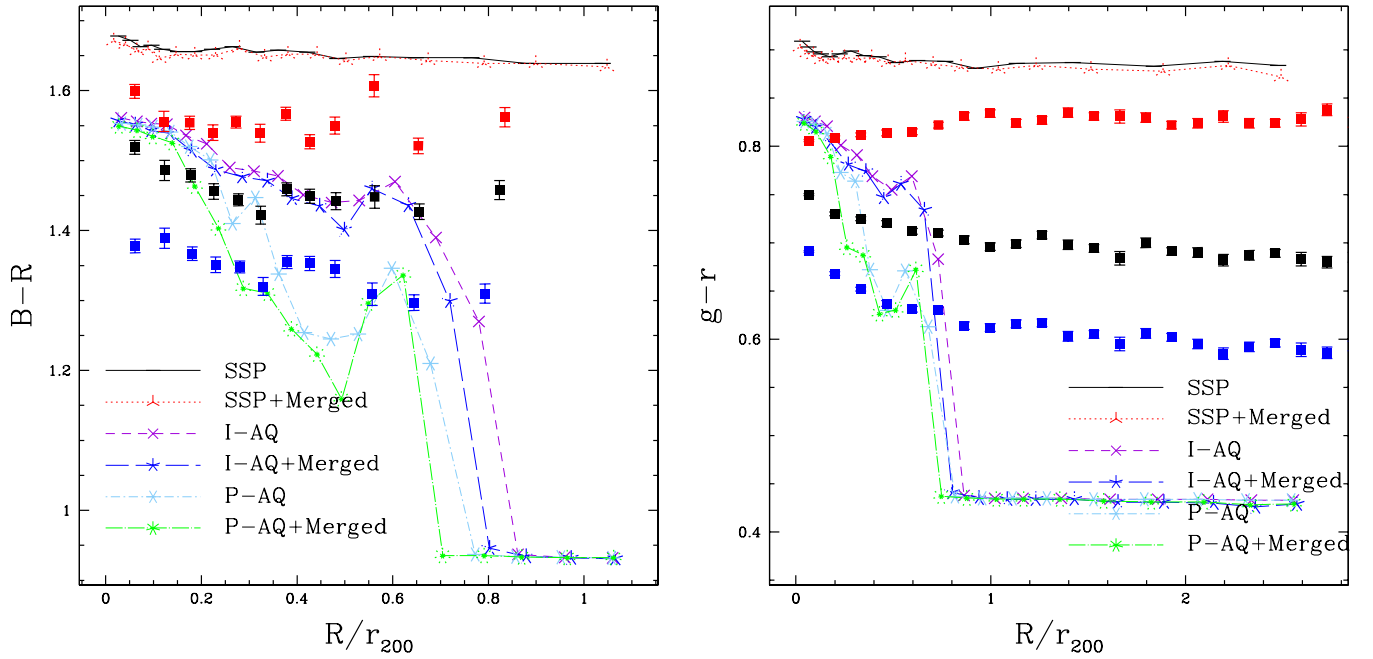 B−R
1.6
1.4
1.2
1
SSP
SSP+Merged
I−AQ
I−AQ+Merged
P−AQ
P−AQ+Merged
0 0.2 0.4 0.6 0.8 1
R/r200
g−r
0.8
0.6
0.4
SSP
SSP+Merged
I−AQ
I−AQ+Merged
P−AQ
P−AQ+Merged
0 1 2
R/r200